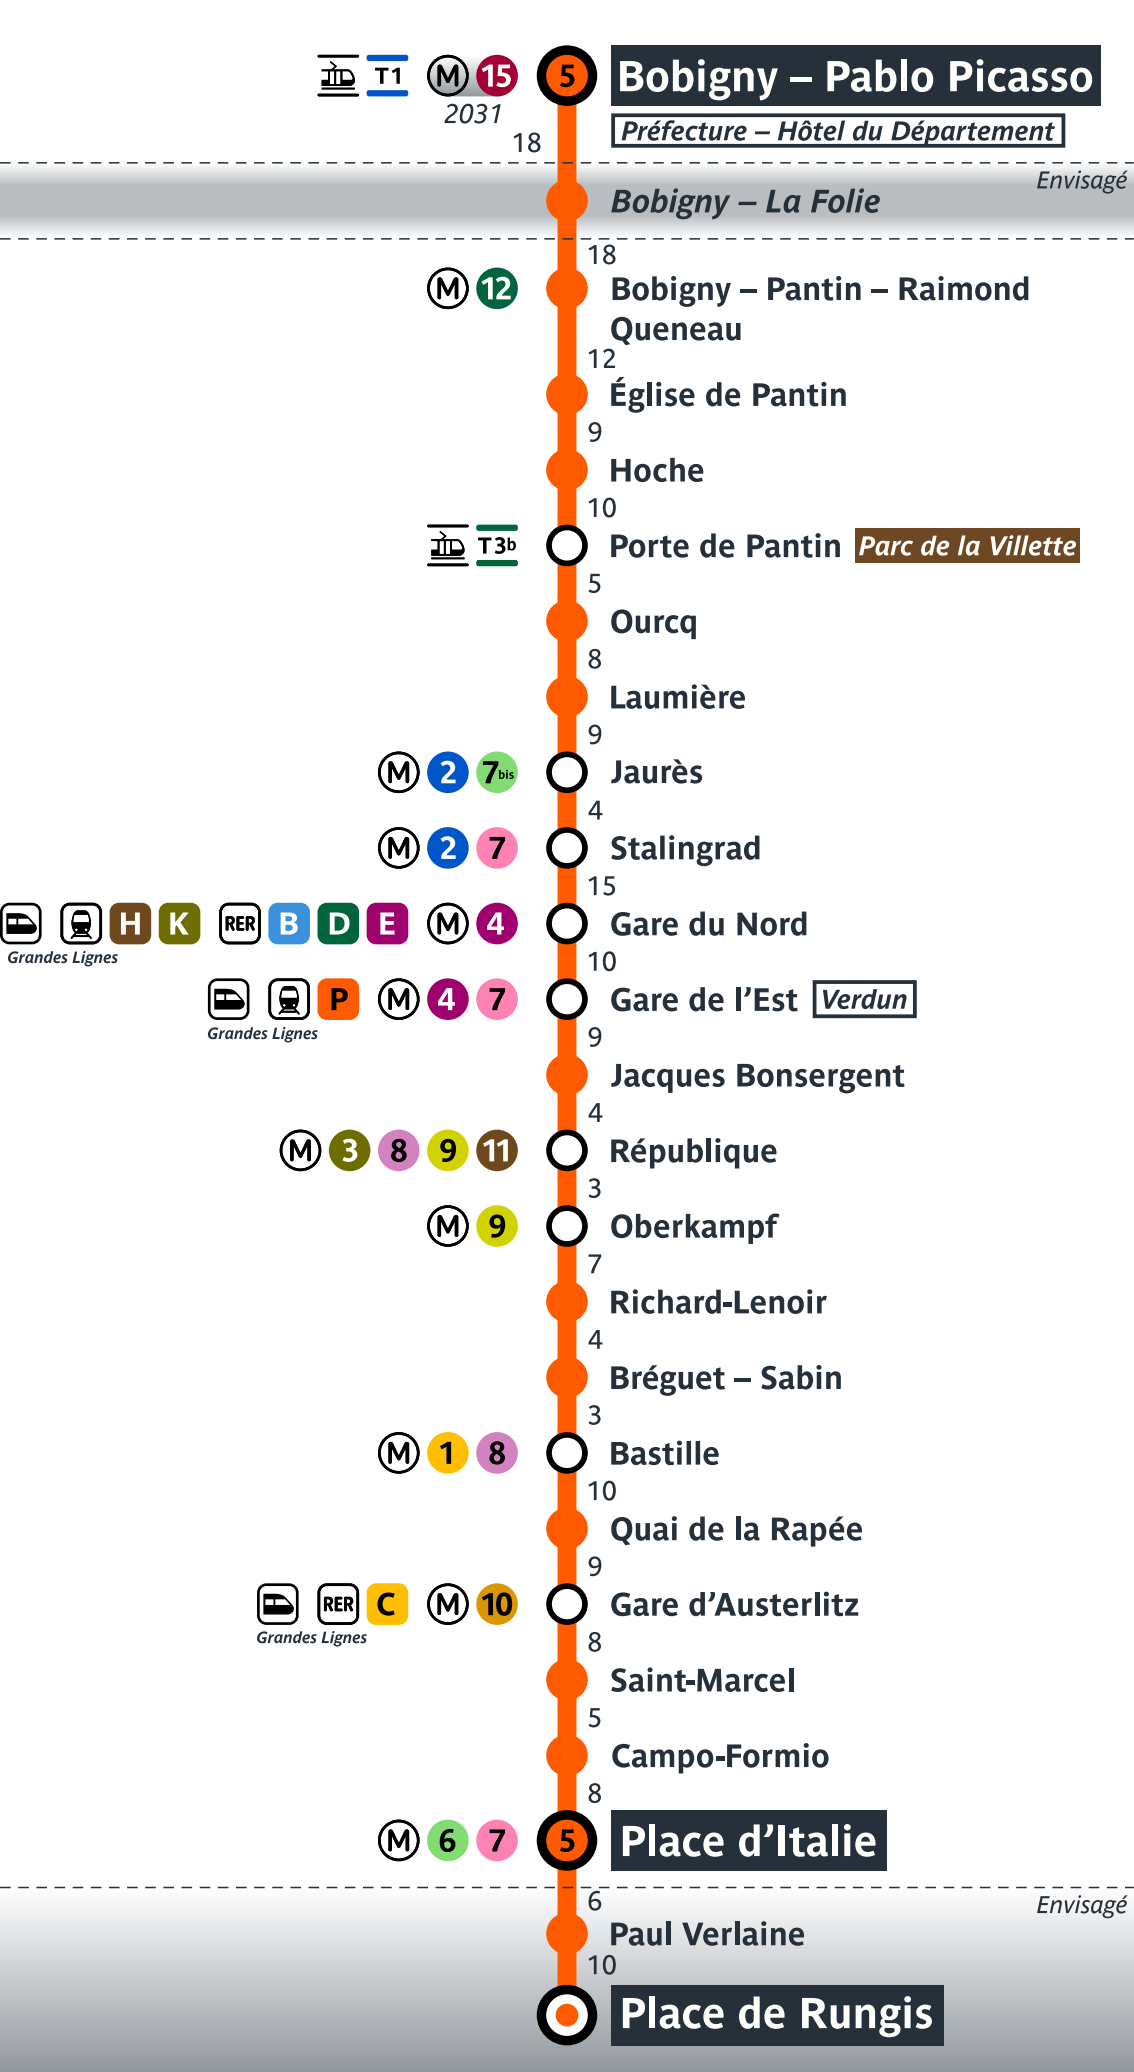 T1 M 15 5 Bobigny – Pablo Picasso
2031
Préfecture – Hôtel du Département
18
Envisagé
Bobigny – La Folie
18
M 12 Bobigny – Pantin – Raimond
Queneau
12
Église de Pantin
9
Hoche
10
T3b Porte de Pantin Parc de la Villette
5
Ourcq
8
Laumière
9
M 2 7bis Jaurès
4
M 2 7 Stalingrad
15
H K RER B D E M 4 Gare du Nord
Grandes Lignes
10
P M 4 7 Gare de l’Est Verdun
Grandes Lignes
9
Jacques Bonsergent
4
M 3 8 9 11 République
3
M 9 Oberkampf
7
Richard-Lenoir
4
Bréguet – Sabin
3
M 1 8 Bastille
10
Quai de la Rapée
9
RER C M 10 Gare d’Austerlitz
Grandes Lignes
8
Saint-Marcel
5
Campo-Formio
8
M 6 7 5 Place d’Italie
6
Envisagé
Paul Verlaine
10
Place de Rungis